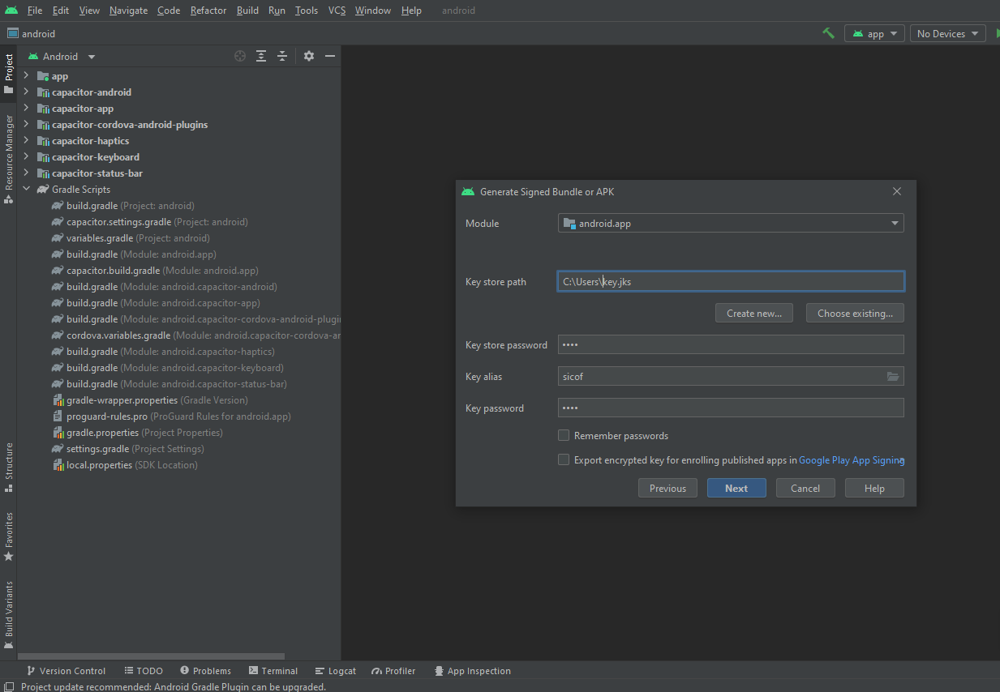 File Edit View Navigate Code Refactor Build Run Tools VCS Window Help android
android
app No Devices
Project
Resource Manager
Structure
Favorites
Build Variants
Android
app
capacitor-android
capacitor-app
capacitor-cordova-android-plugins
capacitor-haptics
capacitor-keyboard
capacitor-status-bar
Gradle Scripts
build.gradle (Project: android)
capacitor.settings.gradle (Project: android)
variables.gradle (Project: android)
build.gradle (Module: android.app)
capacitor.build.gradle (Module: android.app)
build.gradle (Module: android.capacitor-android)
build.gradle (Module: android.capacitor-app)
build.gradle (Module: android.capacitor-cordova-android-plugi
cordova.variables.gradle (Module: android.capacitor-cordova-ar
build.gradle (Module: android.capacitor-haptics)
build.gradle (Module: android.capacitor-keyboard)
build.gradle (Module: android.capacitor-status-bar)
gradle-wrapper.properties (Gradle Version)
proguard-rules.pro (ProGuard Rules for android.app)
gradle.properties (Project Properties)
settings.gradle (Project Settings)
local.properties (SDK Location)
Generate Signed Bundle or APK
Module android.app
Key store path C:\Users\key.jks
Create new... Choose existing...
Key store password ••••
Key alias sicof
Key password ••••
Remember passwords
Export encrypted key for enrolling published apps in Google Play App Signing
Previous Next Cancel Help
Version Control TODO Problems Terminal Logcat Profiler App Inspection
Project update recommended: Android Gradle Plugin can be upgraded.